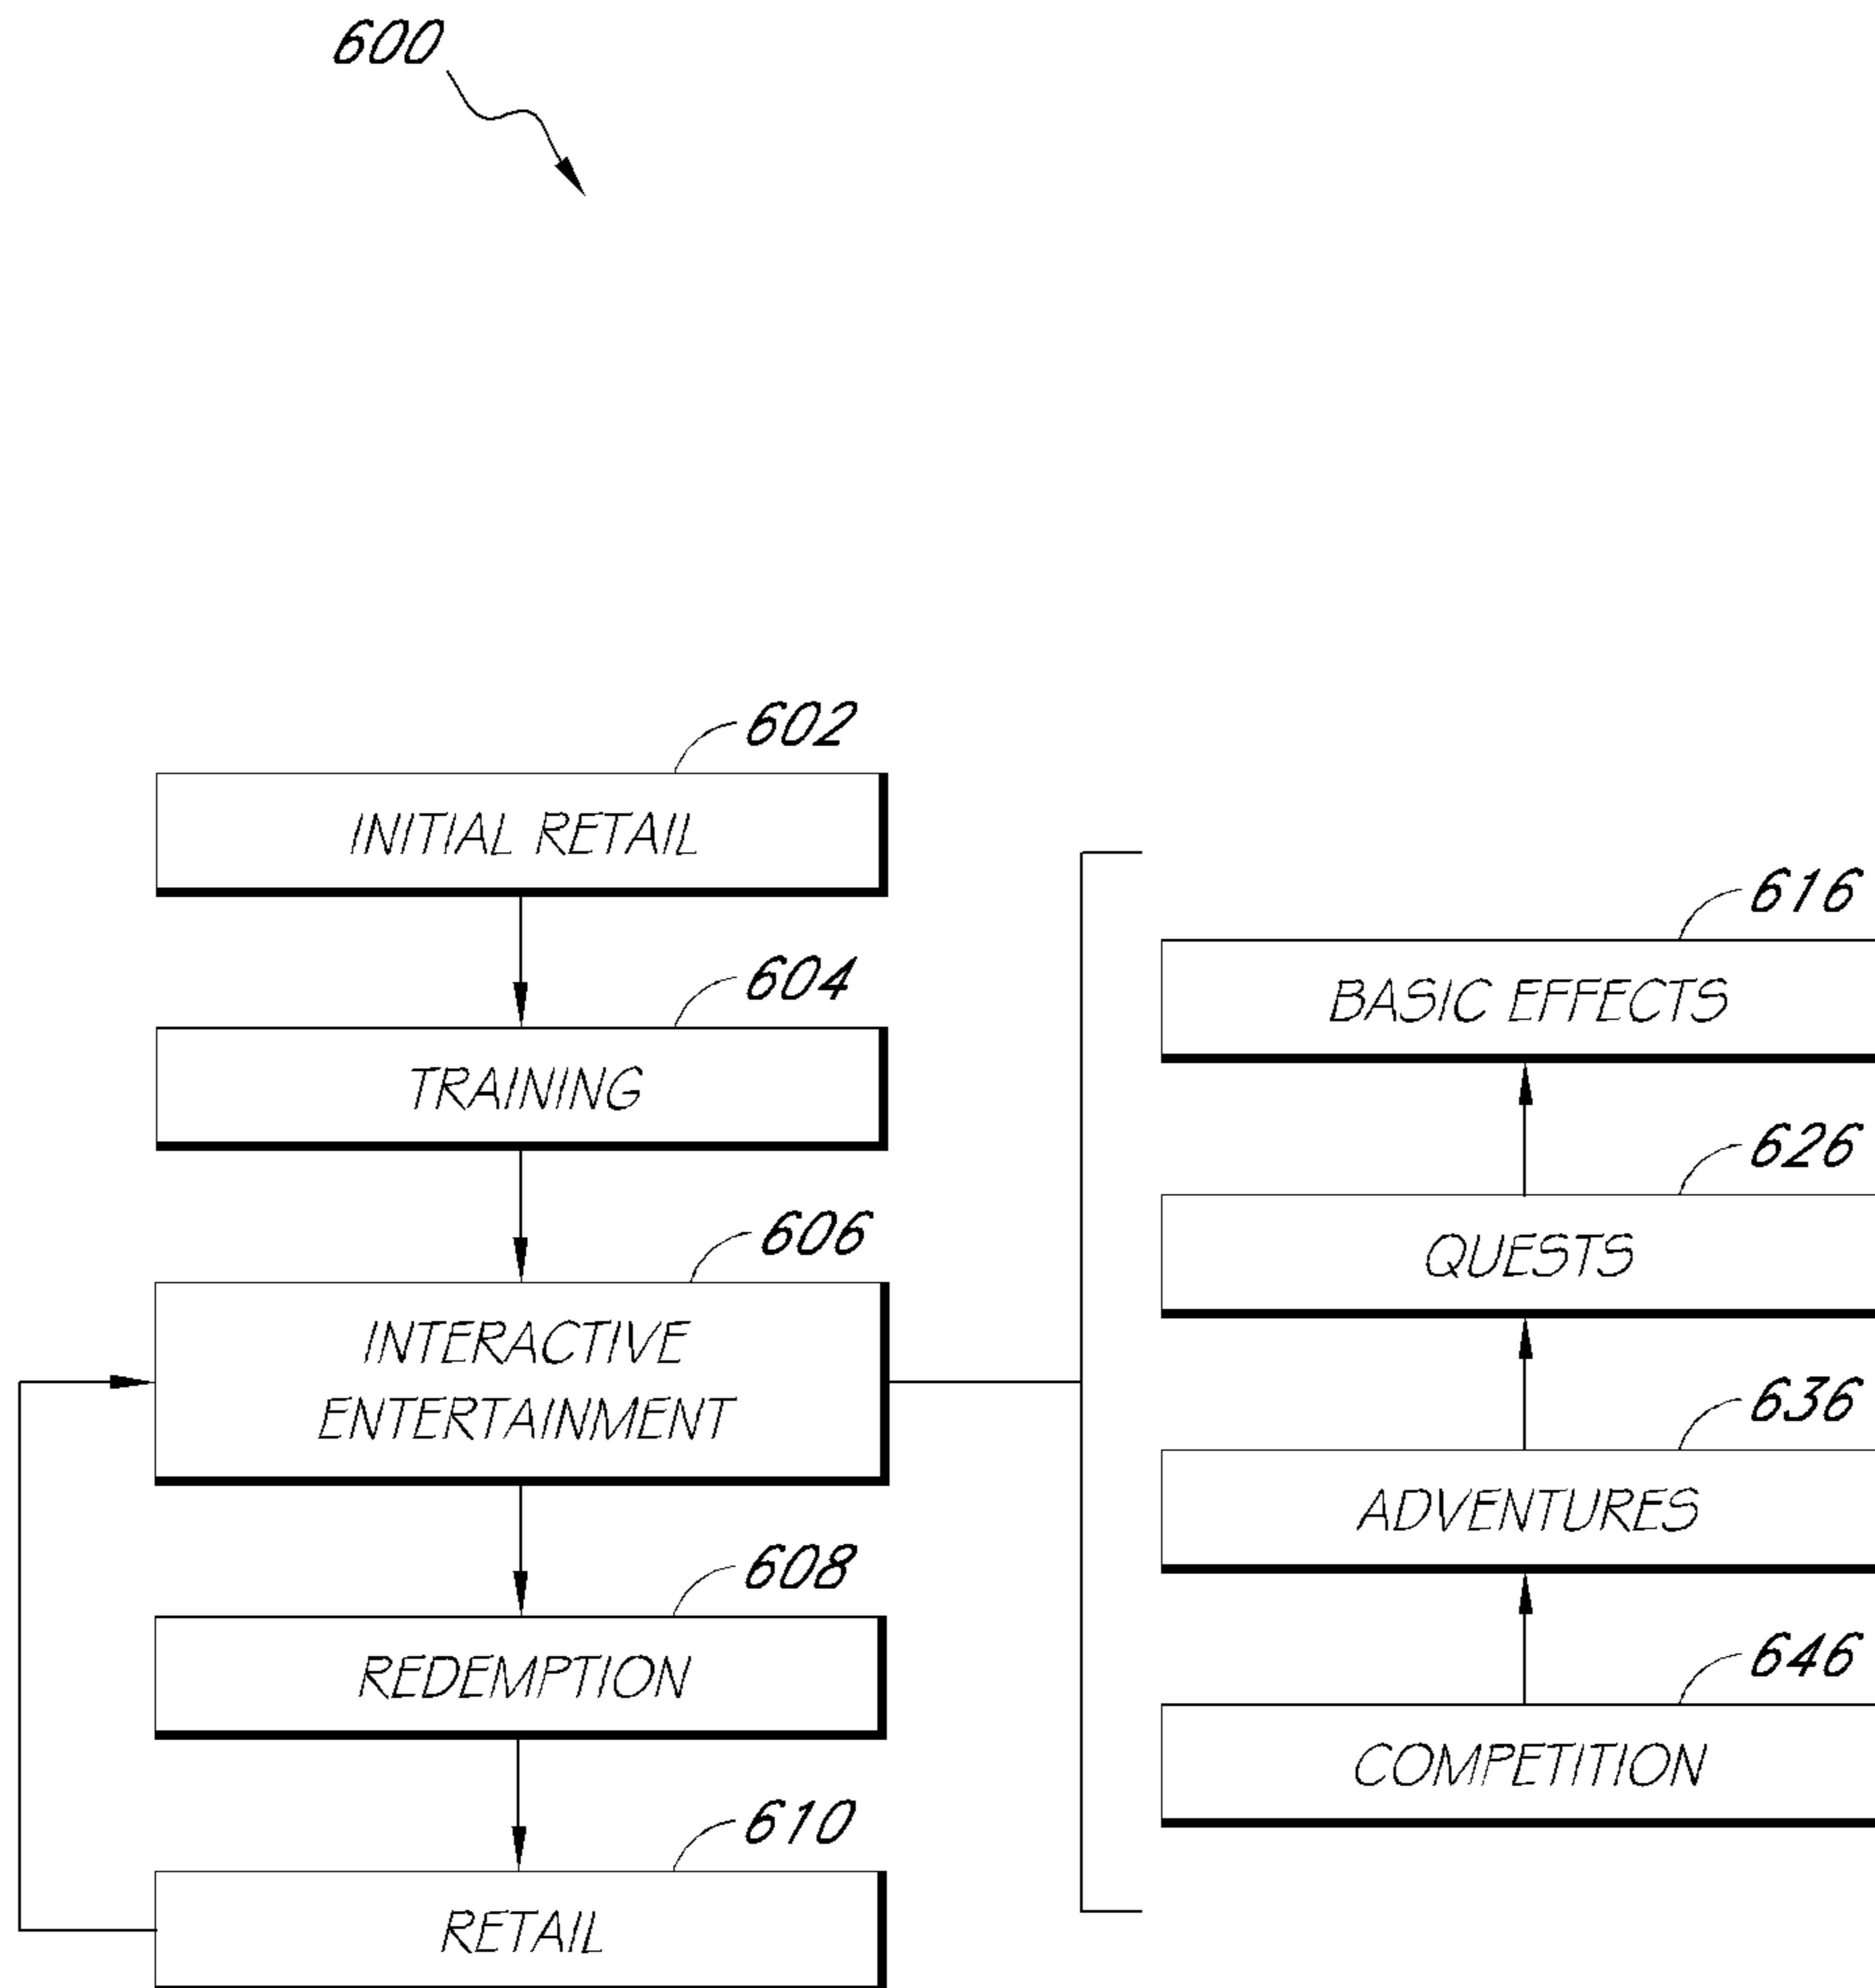 600
602
INITIAL RETAIL
604
TRAINING
606
INTERACTIVE
ENTERTAINMENT
608
REDEMPTION
610
RETAIL
616
BASIC EFFECTS
626
QUESTS
636
ADVENTURES
646
COMPETITION